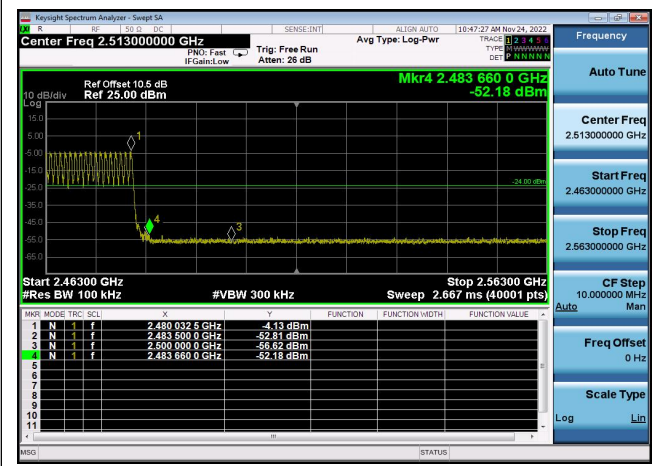 Keysight Spectrum Analyzer - Swept SA
R RF 50 Ω DC SENSE:INT ALIGN AUTO 10:47:27 AM Nov 24, 2022
Center Freq 2.513000000 GHz
PNO: Fast
IFGain:Low
Trig: Free Run
Atten: 26 dB
Avg Type: Log-Pwr
TRACE 1 2 3 4 5 6
TYPE M W W W W W
DET P N N N N N
Ref Offset 10.5 dB
10 dB/div Ref 25.00 dBm
Log
Mkr4 2.483 660 0 GHz
-52.18 dBm
15.0
5.00
-5.00
-15.0
-25.0
-35.0
-45.0
-55.0
-65.0
1
4
3
-24.00 dBm
Start 2.46300 GHz Stop 2.56300 GHz
#Res BW 100 kHz #VBW 300 kHz Sweep 2.667 ms (40001 pts)
MKR MODE TRC SCL X Y FUNCTION FUNCTION WIDTH FUNCTION VALUE
1 N 1 f 2.480 032 5 GHz -4.13 dBm
2 N 1 f 2.483 500 0 GHz -52.81 dBm
3 N 1 f 2.500 000 0 GHz -56.62 dBm
4 N 1 f 2.483 660 0 GHz -52.18 dBm
5
6
7
8
9
10
11
MSG STATUS
Frequency
Auto Tune
Center Freq
2.513000000 GHz
Start Freq
2.463000000 GHz
Stop Freq
2.563000000 GHz
CF Step
10.000000 MHz
Auto Man
Freq Offset
0 Hz
Scale Type
Log Lin